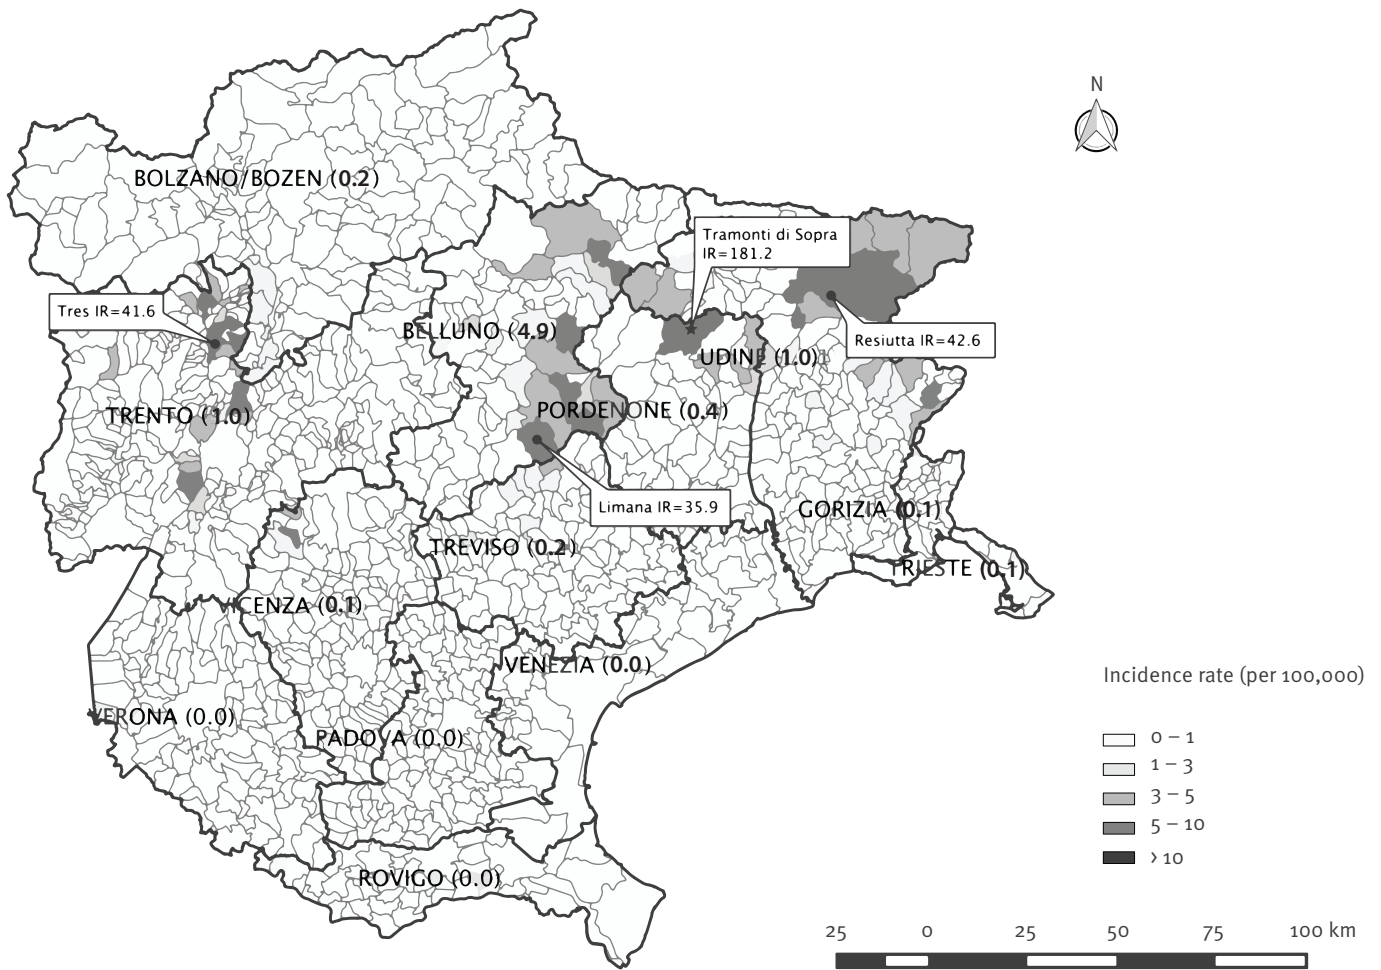 N
BOLZANO/BOZEN (0.2)
Tramonti di Sopra
IR=181.2
Tres IR=41.6
BELLUNO (4.9)
Resiutta IR=42.6
UDINE (1.0)
TRENTO (1.0)
PORDENONE (0.4)
Limana IR=35.9
GORIZIA (0.1)
TREVISO (0.2)
TRIESTE (0.1)
VICENZA (0.1)
VENEZIA (0.0)
VERONA (0.0)
PADOVA (0.0)
ROVIGO (0.0)
Incidence rate (per 100,000)
0 – 1
1 – 3
3 – 5
5 – 10
> 10
25 0 25 50 75 100 km